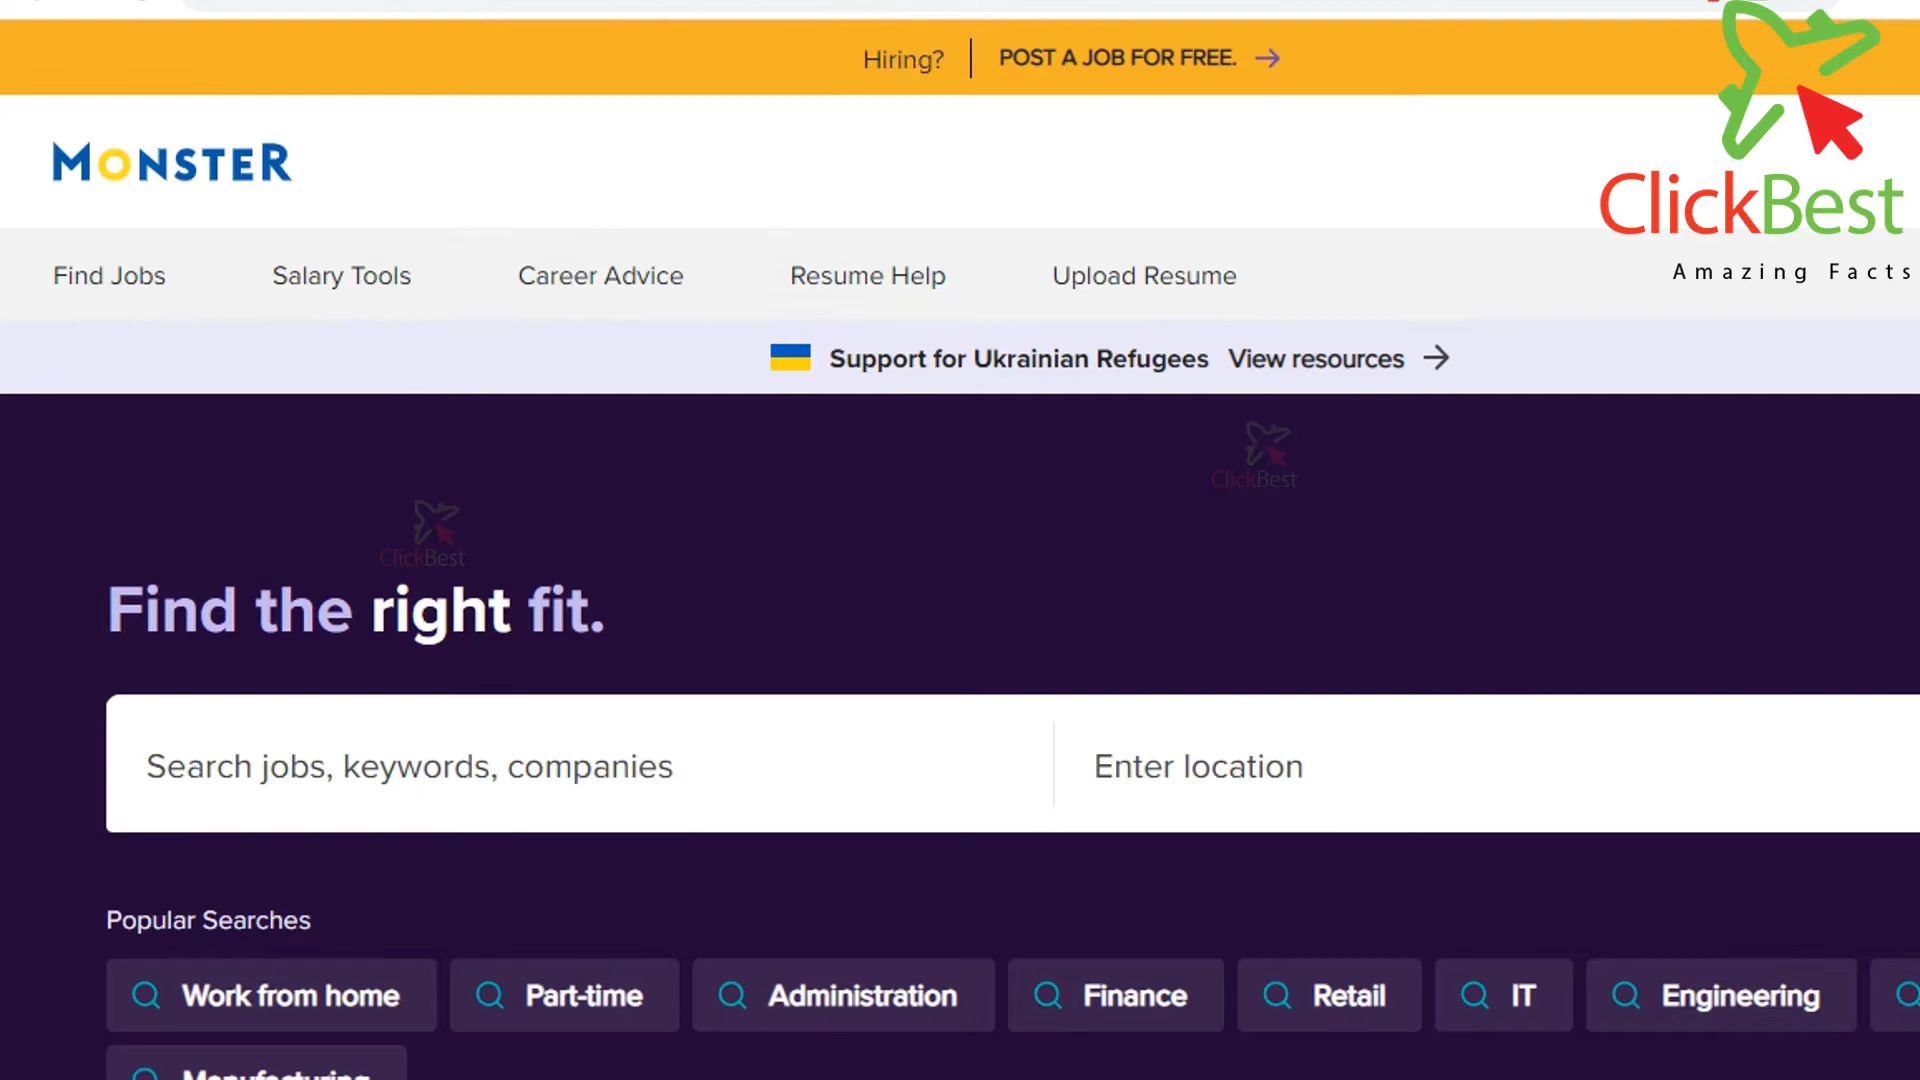 Hiring? POST A JOB FOR FREE.
MONSTER
ClickBest
Amazing Facts
Find Jobs Salary Tools Career Advice Resume Help Upload Resume
Support for Ukrainian Refugees View resources
ClickBest
ClickBest
Find the right fit.
Search jobs, keywords, companies Enter location
Popular Searches
Work from home Part-time Administration Finance Retail IT Engineering
Manufacturing